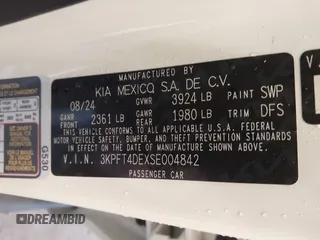 MANUFACTURED BY
KIA MEXICO S.A. DE C.V.
08/24 GVWR 3924 LB PAINT SWP
GAWR FRONT 2361 LB GAWR REAR 1980 LB TRIM DFS
THIS VEHICLE CONFORMS TO ALL APPLICABLE U.S.A. FEDERAL
MOTOR VEHICLE SAFETY, BUMPER, AND THEFT PREVENTION STANDARDS
IN EFFECT ON THE DATE OF MANUFACTURE SHOWN ABOVE.
V.I.N. 3KPFT4DEXSE004842
PASSENGER CAR
G530
DREAMBID